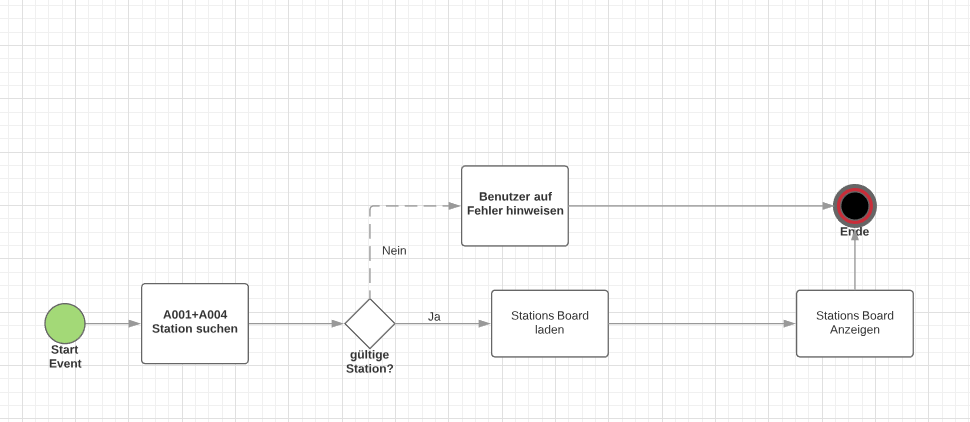 Benutzer auf
Fehler hinweisen
Ende
Nein
A001+A004
Station suchen
Ja
Stations Board
laden
Stations Board
Anzeigen
Start
Event
gültige
Station?